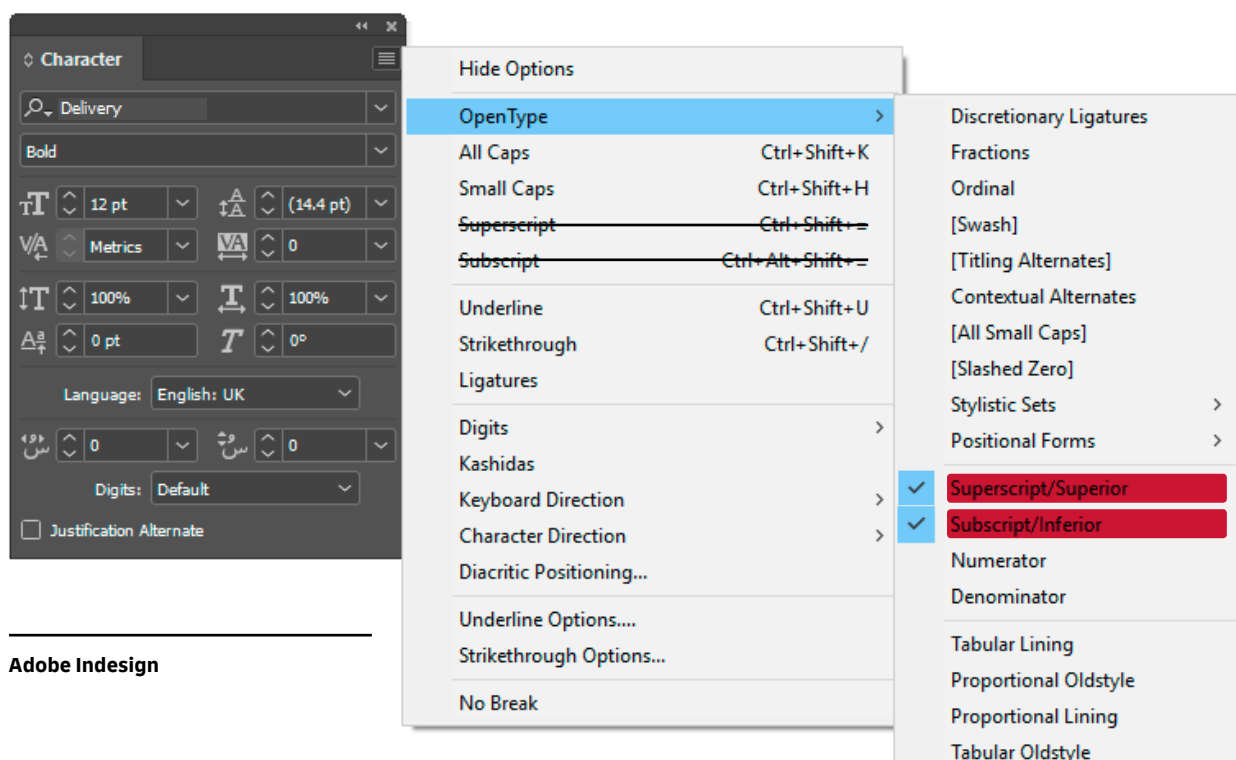 Character
Delivery
Bold
12 pt
(14.4 pt)
Metrics
0
100%
100%
0 pt
0°
Language: English: UK
0
0
Digits: Default
Justification Alternate
Adobe Indesign
Hide Options
OpenType
All Caps Ctrl+Shift+K
Small Caps Ctrl+Shift+H
Superscript Ctrl+Shift+=
Subscript Ctrl+Alt+Shift+=
Underline Ctrl+Shift+U
Strikethrough Ctrl+Shift+/
Ligatures
Digits
Kashidas
Keyboard Direction
Character Direction
Diacritic Positioning...
Underline Options....
Strikethrough Options...
No Break
Discretionary Ligatures
Fractions
Ordinal
[Swash]
[Titling Alternates]
Contextual Alternates
[All Small Caps]
[Slashed Zero]
Stylistic Sets
Positional Forms
Superscript/Superior
Subscript/Inferior
Numerator
Denominator
Tabular Lining
Proportional Oldstyle
Proportional Lining
Tabular Oldstyle